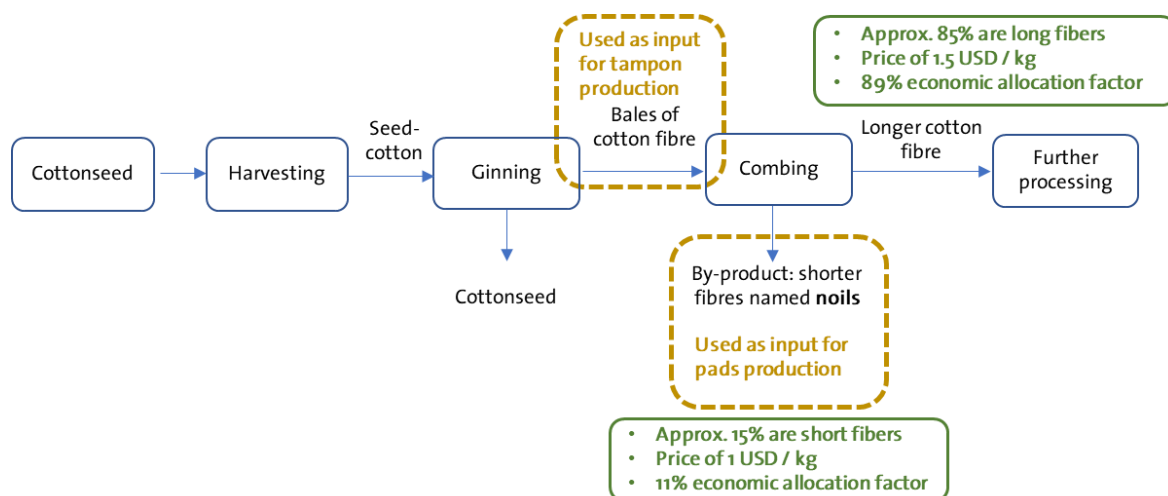 Used as input
for tampon
production
• Approx. 85% are long fibers
• Price of 1.5 USD / kg
• 89% economic allocation factor
Cottonseed
Harvesting
Seed-
cotton
Ginning
Bales of
cotton fibre
Combing
Longer cotton
fibre
Further
processing
Cottonseed
By-product: shorter
fibres named noils
Used as input for
pads production
• Approx. 15% are short fibers
• Price of 1 USD / kg
• 11% economic allocation factor